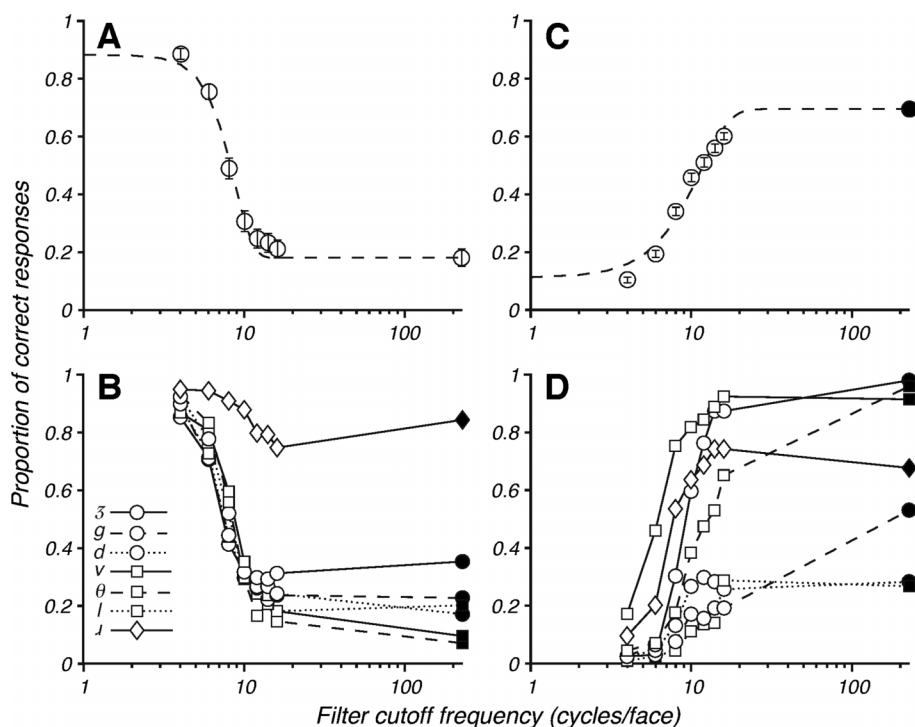 A
C
1
0.8
0.6
0.4
0.2
0
1
10
100
1
0.8
0.6
0.4
0.2
0
1
10
100
Proportion of correct responses
B
D
1
0.8
0.6
0.4
0.2
0
ʒ
g
d
v
θ
l
ɹ
1
10
100
1
0.8
0.6
0.4
0.2
0
1
10
100
Filter cutoff frequency (cycles/face)